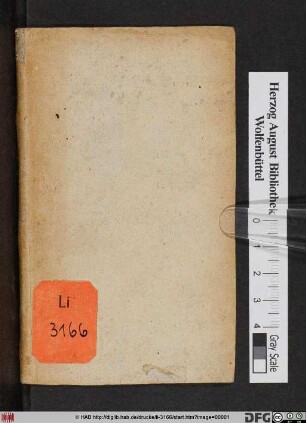 Li
3166
Herzog August Bibliothek
Wolfenbüttel
0
1
2
3
4
Gray Scale
© HAB http://diglib.hab.de/drucke/li-3166/start.htm?image=00001
DFG